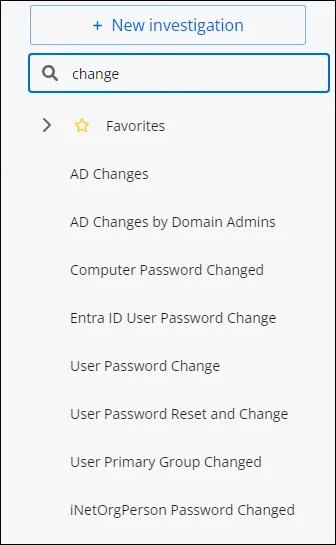 + New investigation
change
Favorites
AD Changes
AD Changes by Domain Admins
Computer Password Changed
Entra ID User Password Change
User Password Change
User Password Reset and Change
User Primary Group Changed
iNetOrgPerson Password Changed